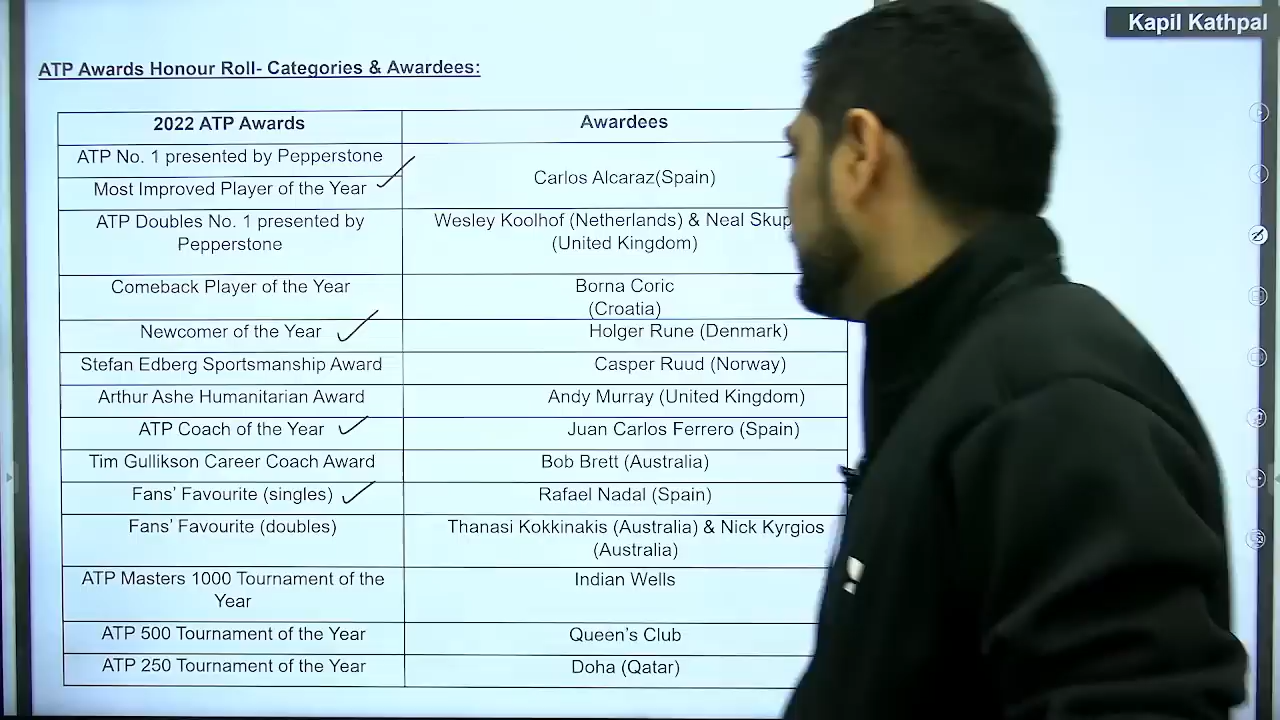 Kapil Kathpal
ATP Awards Honour Roll- Categories & Awardees:
2022 ATP Awards
Awardees
ATP No. 1 presented by Pepperstone
Most Improved Player of the Year
Carlos Alcaraz(Spain)
ATP Doubles No. 1 presented by
Pepperstone
Wesley Koolhof (Netherlands) & Neal
(United Kingdom)
Comeback Player of the Year
Borna Coric
(Croatia)
Newcomer of the Year
Holger Rune (Denmark)
Stefan Edberg Sportsmanship Award
Casper Ruud (Norway)
Arthur Ashe Humanitarian Award
Andy Murray (United Kingdom)
ATP Coach of the Year
Juan Carlos Ferrero (Spain)
Tim Gullikson Career Coach Award
Bob Brett (Australia)
Fans' Favourite (singles)
Rafael Nadal (Spain)
Fans' Favourite (doubles)
Thanasi Kokkinakis (Australia) & Nick Kyrgios
(Australia)
ATP Masters 1000 Tournament of the
Year
Indian Wells
ATP 500 Tournament of the Year
Queen's Club
ATP 250 Tournament of the Year
Doha (Qatar)